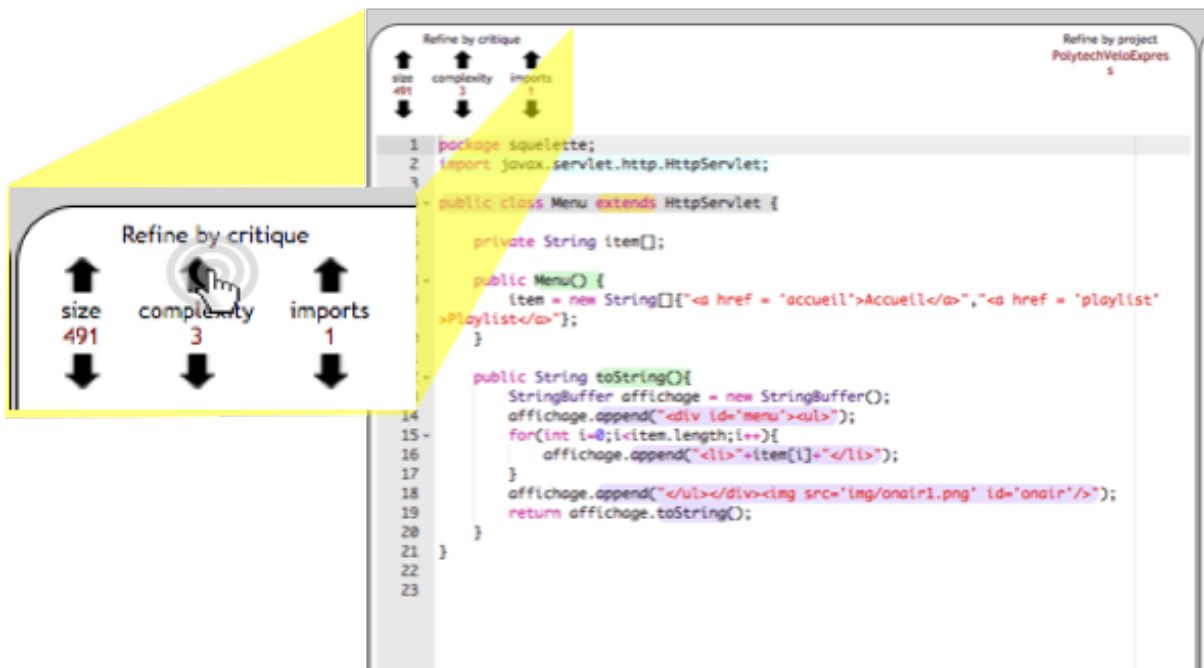 Refine by critique
size complexity imports
491 3 1
Refine by project
PolytechVeloExpres
s
Refine by critique
size complexity imports
491 3 1
1 package squelette;
2 import javax.servlet.http.HttpServlet;
3
public class Menu extends HttpServlet {
private String item[];
public Menu() {
item = new String[]{"<a href = 'accueil'>Accueil</a>","<a href = 'playlist'
>Playlist</a>"};
}
public String toString(){
StringBuffer affichage = new StringBuffer();
14 affichage.append("<div id='menu'><ul>");
15 for(int i=0;i<item.length;i++){
16 affichage.append("<li>"+item[i]+"</li>");
17 }
18 affichage.append("</ul></div><img src='img/onair1.png' id='onair'/>");
19 return affichage.toString();
20 }
21 }
22
23